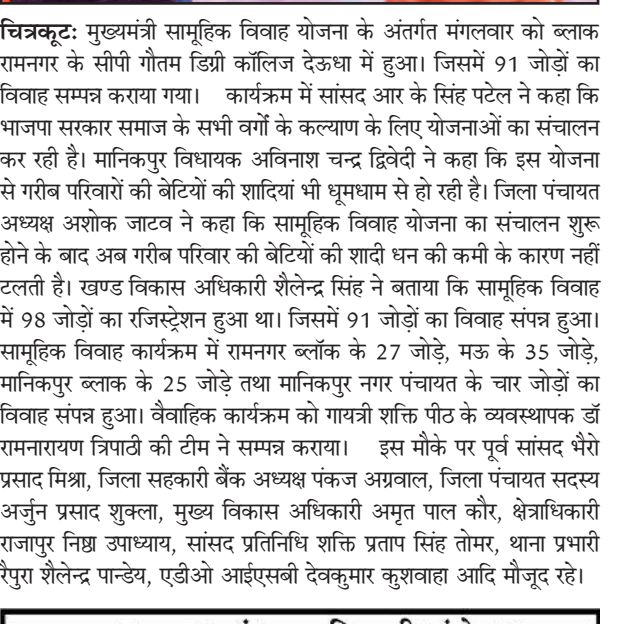 चित्रकूट: मुख्यमंत्री सामूहिक विवाह योजना के अंतर्गत मंगलवार को ब्लाक
रामनगर के सीपी गौतम डिग्री कॉलिज देऊधा में हुआ। जिसमें 91 जोड़ों का
विवाह सम्पन्न कराया गया। कार्यक्रम में सांसद आर के सिंह पटेल ने कहा कि
भाजपा सरकार समाज के सभी वर्गों के कल्याण के लिए योजनाओं का संचालन
कर रही है। मानिकपुर विधायक अविनाश चन्द्र द्विवेदी ने कहा कि इस योजना
से गरीब परिवारों की बेटियों की शादियां भी धूमधाम से हो रही है। जिला पंचायत
अध्यक्ष अशोक जाटव ने कहा कि सामूहिक विवाह योजना का संचालन शुरू
होने के बाद अब गरीब परिवार की बेटियों की शादी धन की कमी के कारण नहीं
टलती है। खण्ड विकास अधिकारी शैलेन्द्र सिंह ने बताया कि सामूहिक विवाह
में 98 जोड़ों का रजिस्ट्रेशन हुआ था। जिसमें 91 जोड़ों का विवाह संपन्न हुआ।
सामूहिक विवाह कार्यक्रम में रामनगर ब्लॉक के 27 जोड़े, मऊ के 35 जोड़े,
मानिकपुर ब्लाक के 25 जोड़े तथा मानिकपुर नगर पंचायत के चार जोड़ों का
विवाह संपन्न हुआ। वैवाहिक कार्यक्रम को गायत्री शक्ति पीठ के व्यवस्थापक डॉ
रामनारायण त्रिपाठी की टीम ने सम्पन्न कराया। इस मौके पर पूर्व सांसद भैरो
प्रसाद मिश्रा, जिला सहकारी बैंक अध्यक्ष पंकज अग्रवाल, जिला पंचायत सदस्य
अर्जुन प्रसाद शुक्ला, मुख्य विकास अधिकारी अमृत पाल कौर, क्षेत्राधिकारी
राजापुर निष्ठा उपाध्याय, सांसद प्रतिनिधि शक्ति प्रताप सिंह तोमर, थाना प्रभारी
रैपुरा शैलेन्द्र पान्डेय, एडीओ आईएसबी देवकुमार कुशवाहा आदि मौजूद रहे।